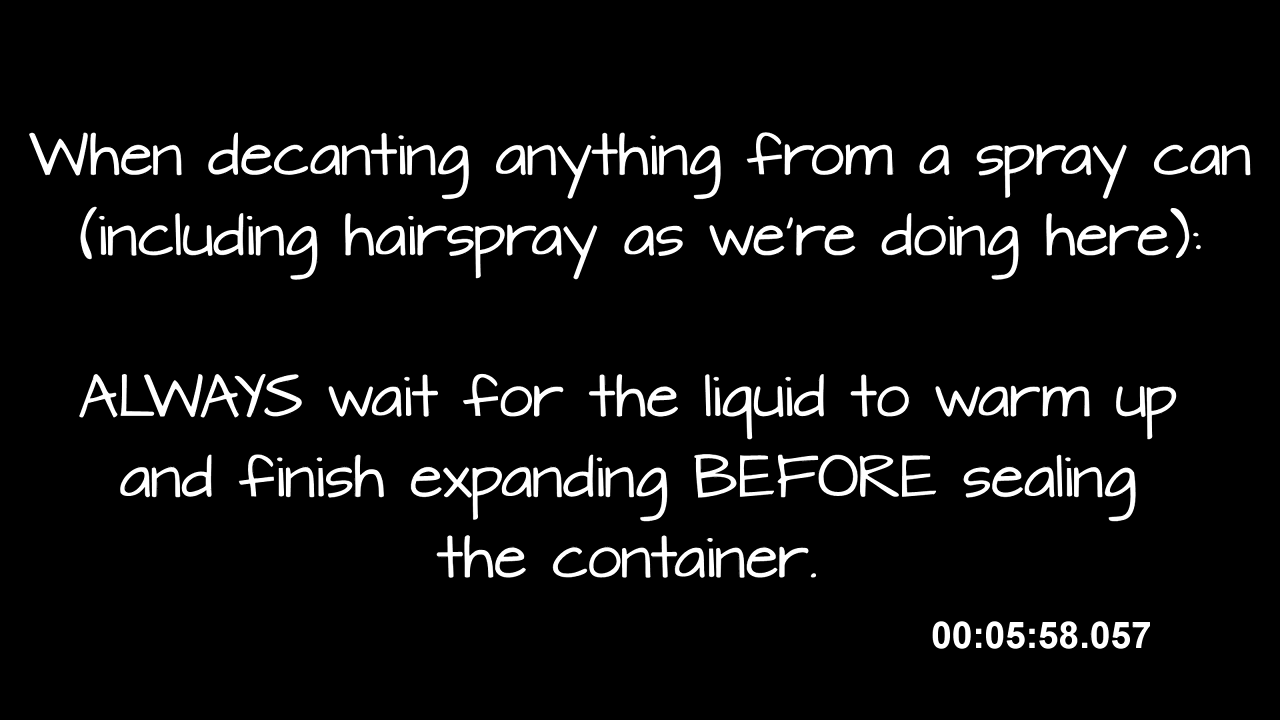 When decanting anything from a spray can
(including hairspray as we're doing here):
ALWAYS wait for the liquid to warm up
and finish expanding BEFORE sealing
the container.
00:05:58.057